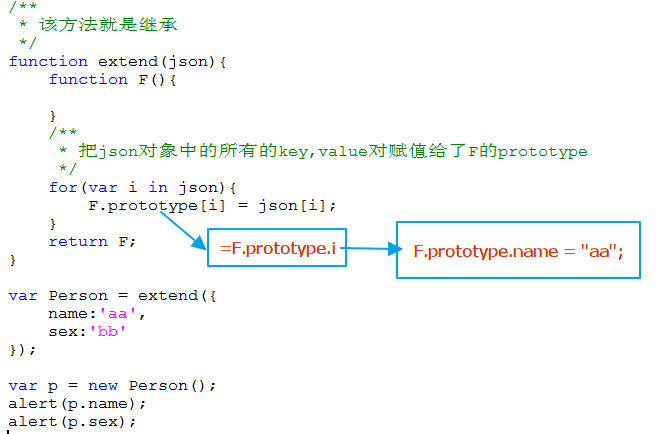 /**
 * 该方法就是继承
 */
function extend(json){
    function F(){

    }
    /**
     * 把json对象中的所有的key,value对赋值给了F的prototype
     */
    for(var i in json){
        F.prototype[i] = json[i];
    }
    return F;
=F.prototype.i
F.prototype.name = "aa";
}

var Person = extend({
    name:'aa',
    sex:'bb'
});

var p = new Person();
alert(p.name);
alert(p.sex);